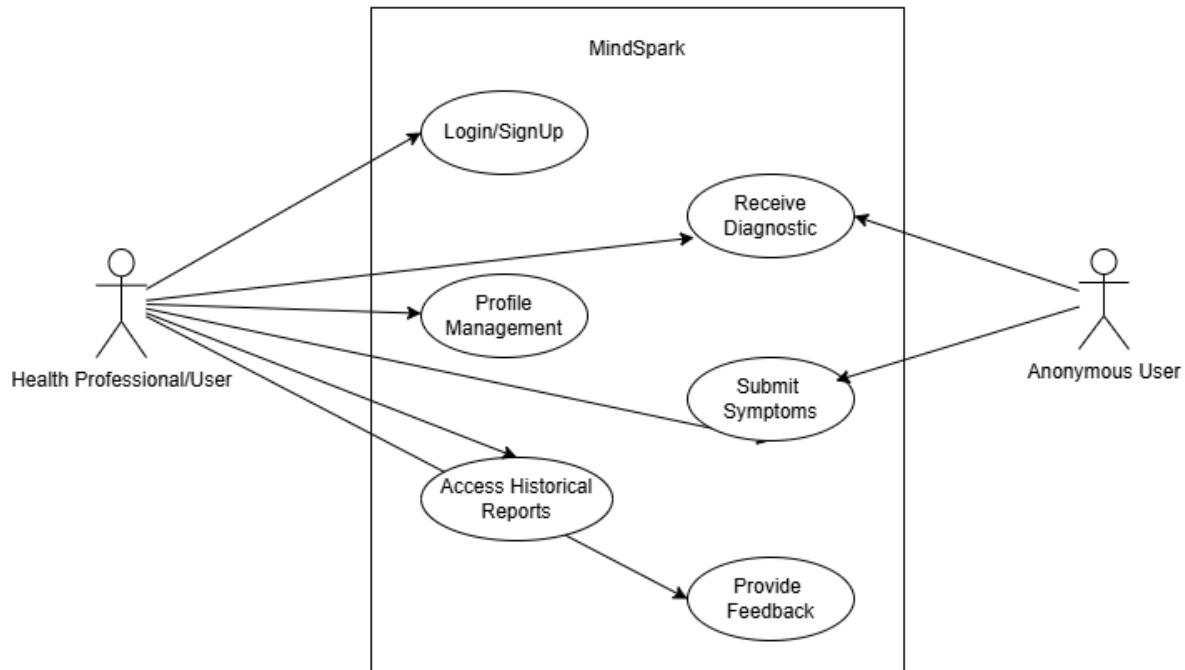 MindSpark
Login/SignUp
Receive
Diagnostic
Profile
Management
Health Professional/User
Anonymous User
Submit
Symptoms
Access Historical
Reports
Provide
Feedback